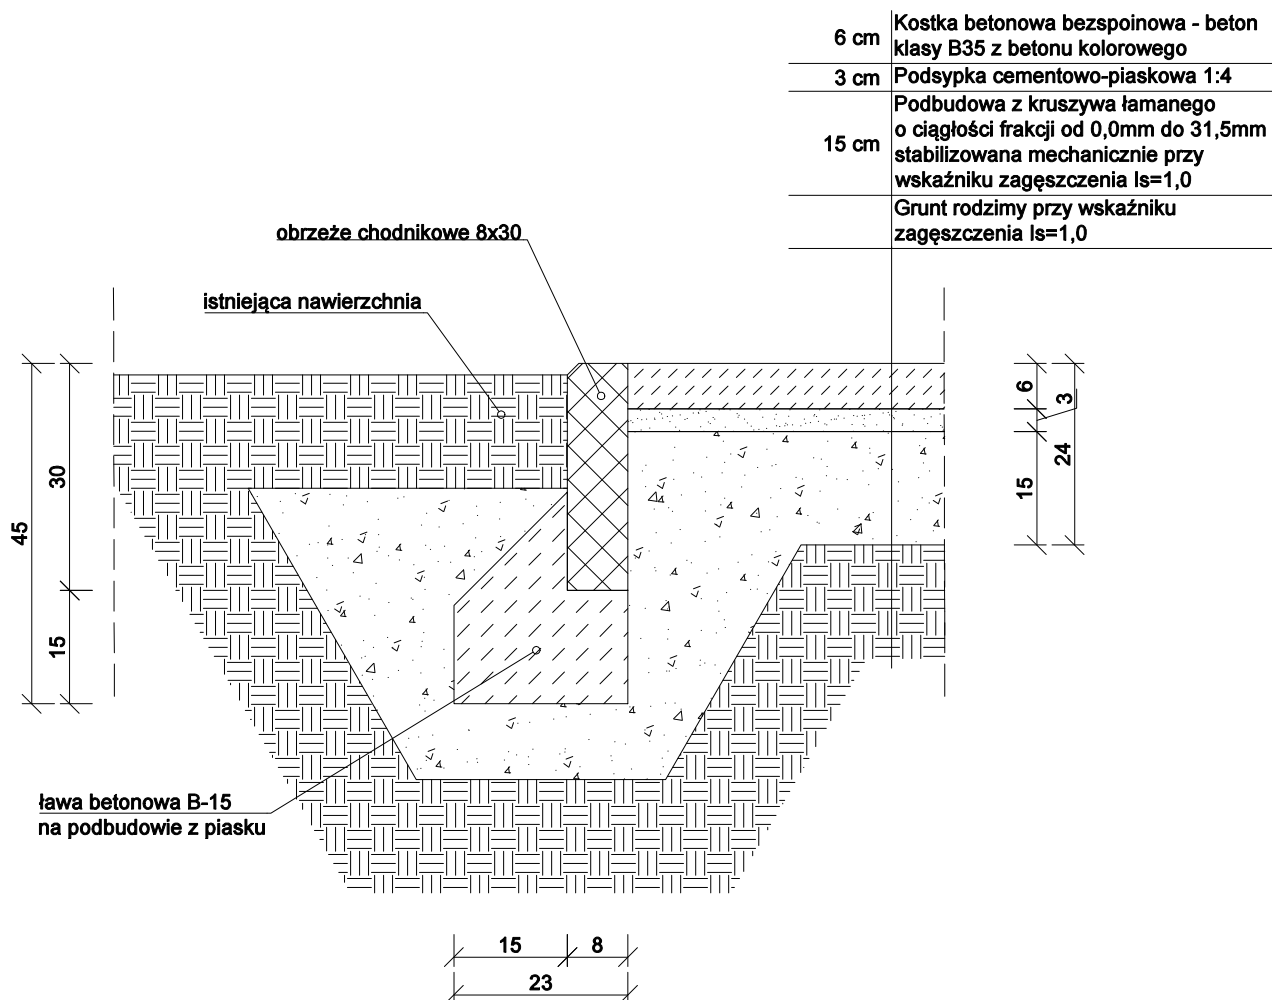 6 cm
Kostka betonowa bezspoinowa - beton
klasy B35 z betonu kolorowego
3 cm
Podsypka cementowo-piaskowa 1:4
15 cm
Podbudowa z kruszywa łamanego
o ciągłości frakcji od 0,0mm do 31,5mm
stabilizowana mechanicznie przy
wskaźniku zagęszczenia Is=1,0
Grunt rodzimy przy wskaźniku
zagęszczenia Is=1,0
obrzeże chodnikowe 8x30
istniejąca nawierzchnia
45
30
15
6
3
24
15
ława betonowa B-15
na podbudowie z piasku
15
8
23